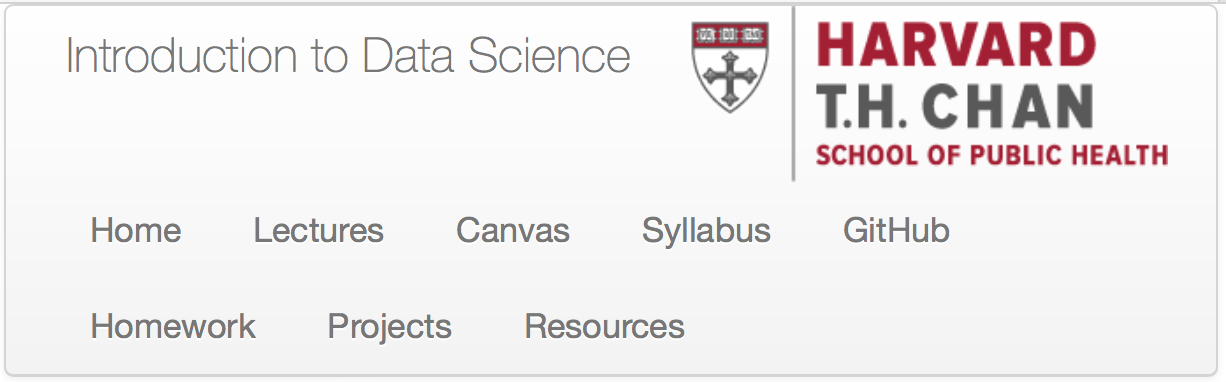 Introduction to Data Science
HARVARD
T.H. CHAN
SCHOOL OF PUBLIC HEALTH
Home Lectures Canvas Syllabus GitHub
Homework Projects Resources